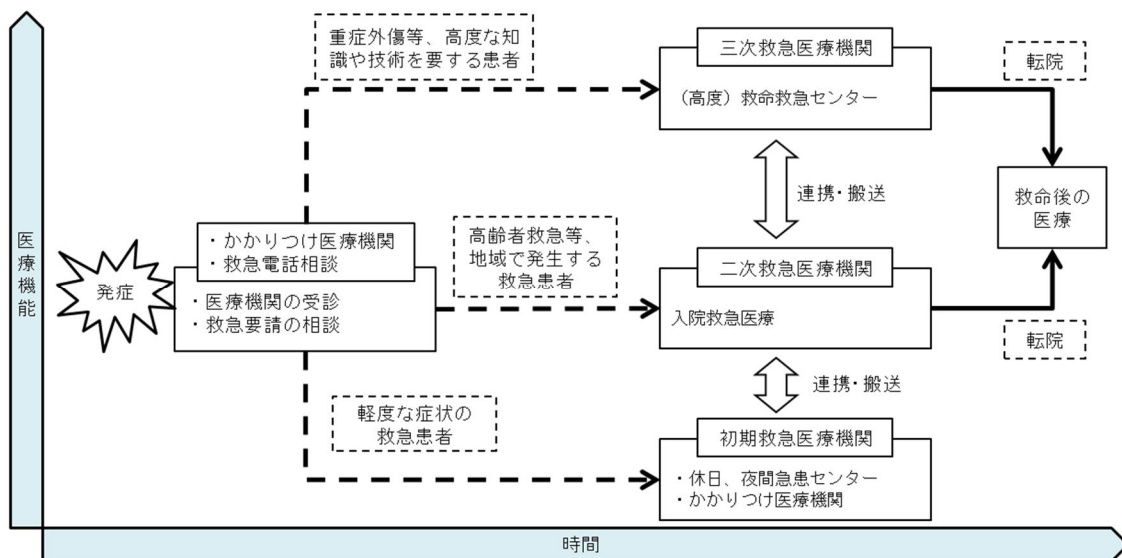 重症外傷等、高度な知
識や技術を要する患者
三次救急医療機関
(高度)救命救急センター
転院
連携・搬送
救命後の
医療
医療機能
発症
・かかりつけ医療機関
・救急電話相談
・医療機関の受診
・救急要請の相談
高齢者救急等、
地域で発生する
救急患者
二次救急医療機関
入院救急医療
転院
連携・搬送
軽度な症状の
救急患者
初期救急医療機関
・休日、夜間急患センター
・かかりつけ医療機関
時間